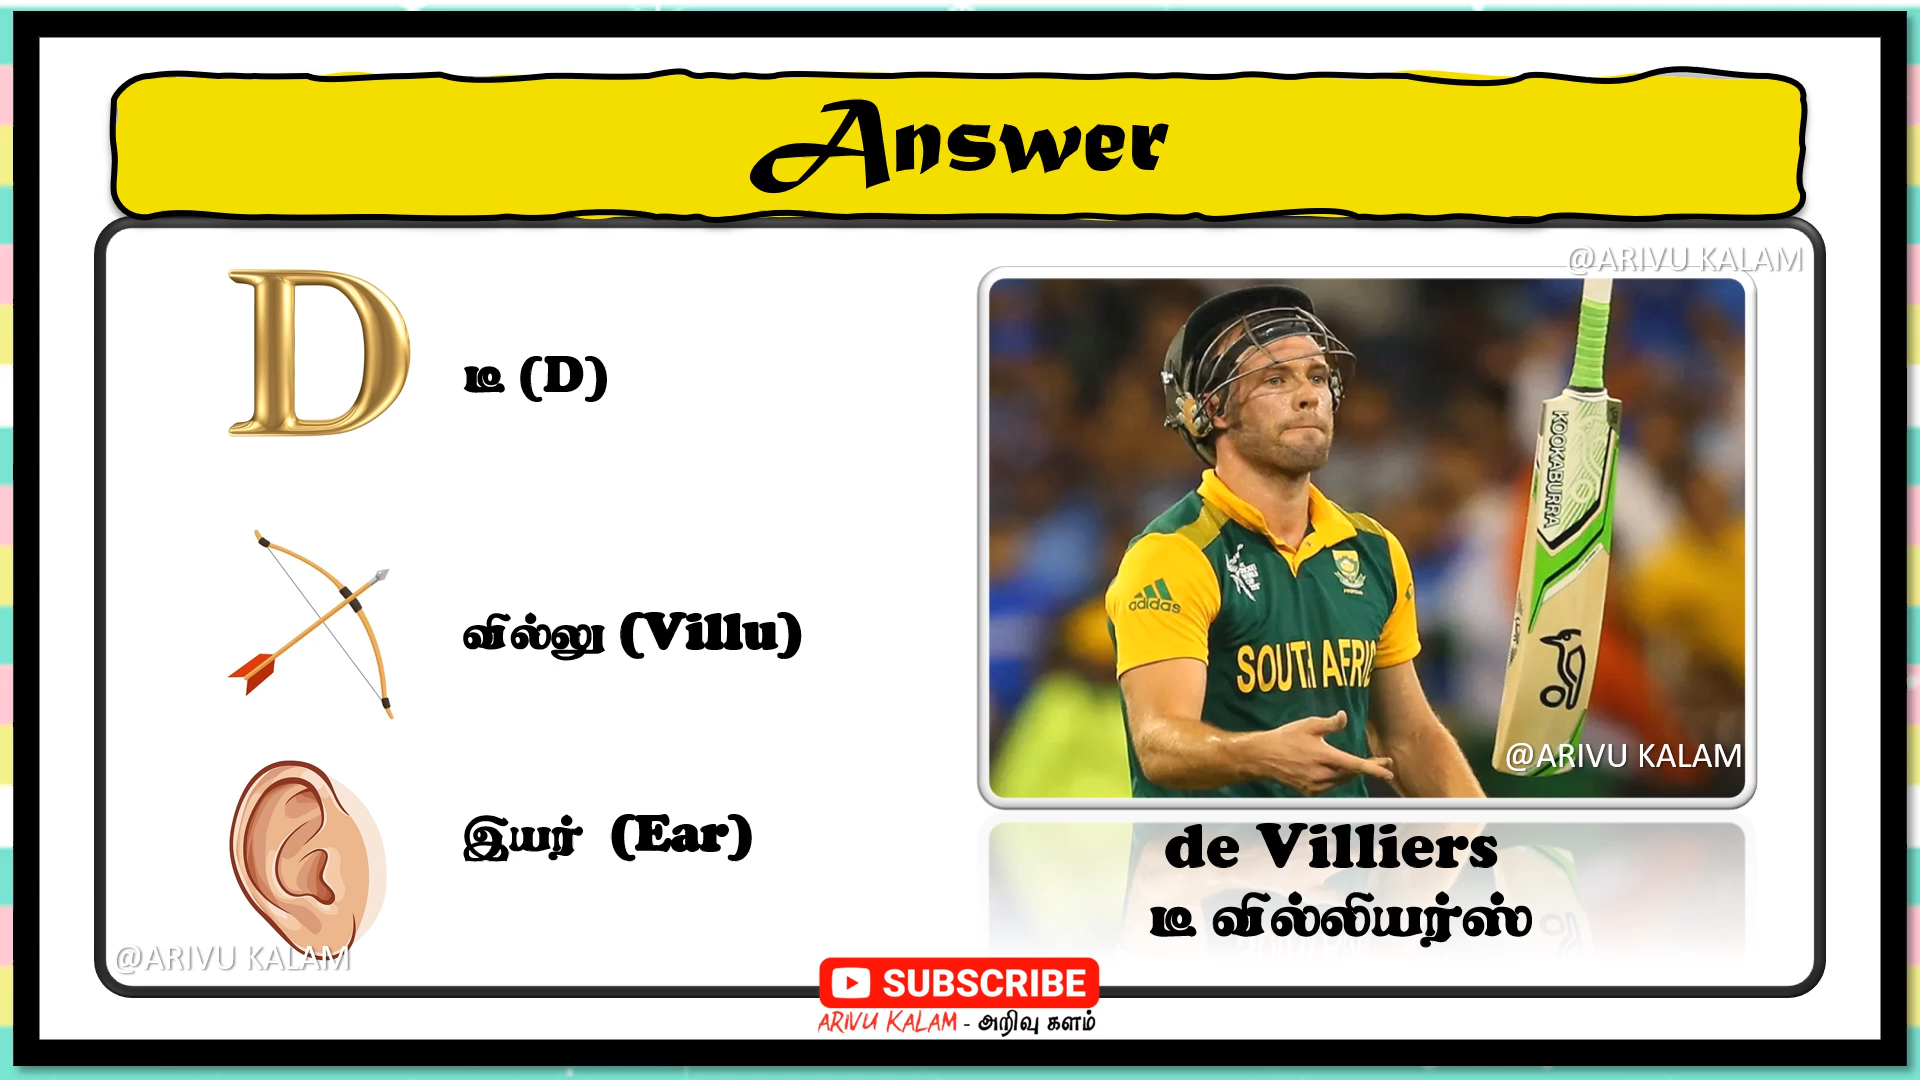 Answer
@ARIVU KALAM
D
டீ (D)
வில்லு (Villu)
இயர் (Ear)
@ARIVU KALAM
KOOKABURRA
adidas
SOUTH AFRIC
@ARIVU KALAM
de Villiers
டீ வில்லியர்ஸ்
SUBSCRIBE
ARIVU KALAM - அறிவு களம்